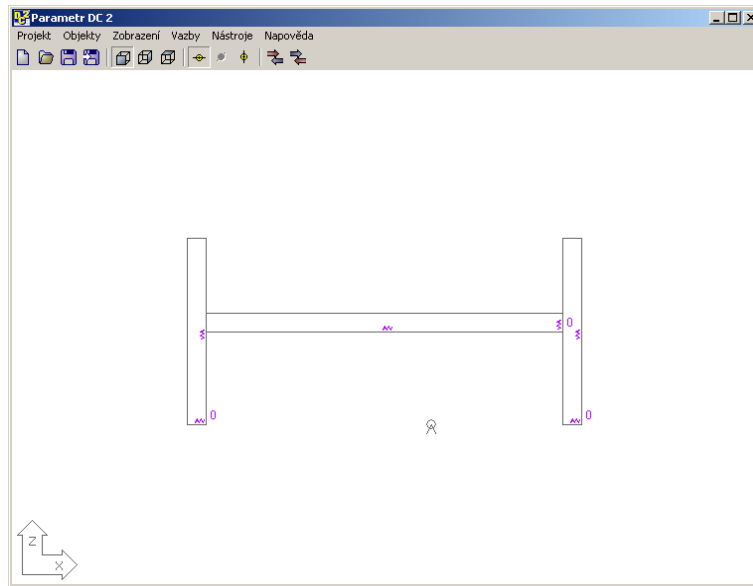 Parametr DC 2
Projekt Objekty Zobrazení Vazby Nástroje Nápověda
0
0 0
Z
X